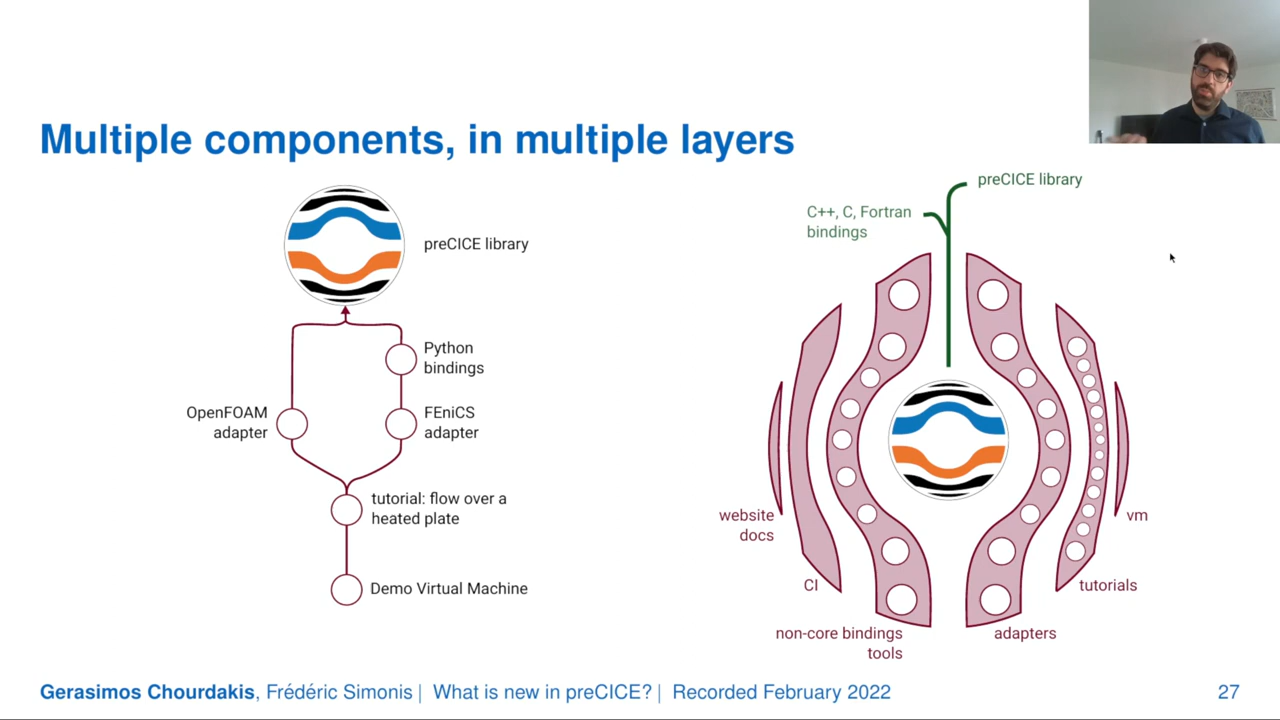 Multiple components, in multiple layers
preCICE library
Python
bindings
OpenFOAM
adapter
FEniCS
adapter
tutorial: flow over a
heated plate
Demo Virtual Machine
preCICE library
C++, C, Fortran
bindings
website
docs
CI
non-core bindings
tools
adapters
tutorials
vm
Gerasimos Chourdakis, Frédéric Simonis | What is new in preCICE? | Recorded February 2022
27